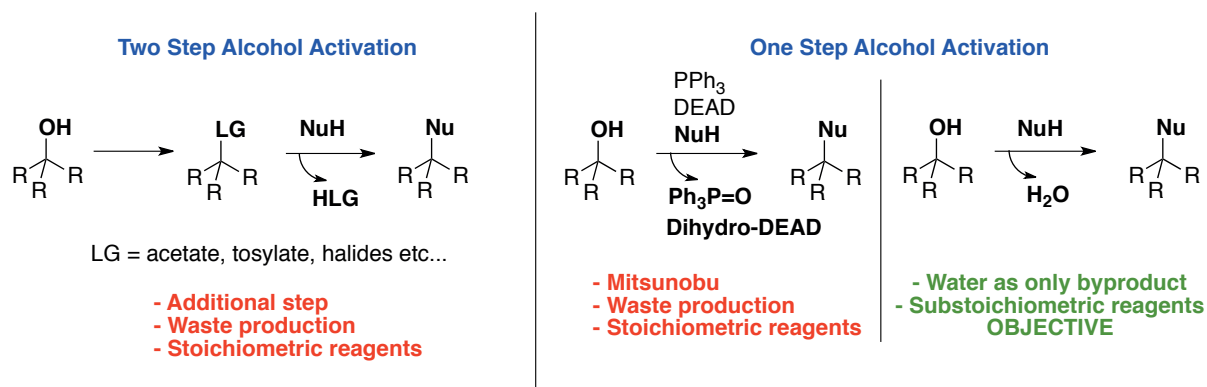 Two Step Alcohol Activation
OH
R
R
R
LG
R
R
R
NuH
HLG
Nu
R
R
R
LG = acetate, tosylate, halides etc...
- Additional step
- Waste production
- Stoichiometric reagents
One Step Alcohol Activation
OH
R
R
R
PPh₃
DEAD
NuH
Ph₃P=O
Dihydro-DEAD
Nu
R
R
R
- Mitsunobu
- Waste production
- Stoichiometric reagents
OH
R
R
R
NuH
H₂O
Nu
R
R
R
- Water as only byproduct
- Substoichiometric reagents
OBJECTIVE